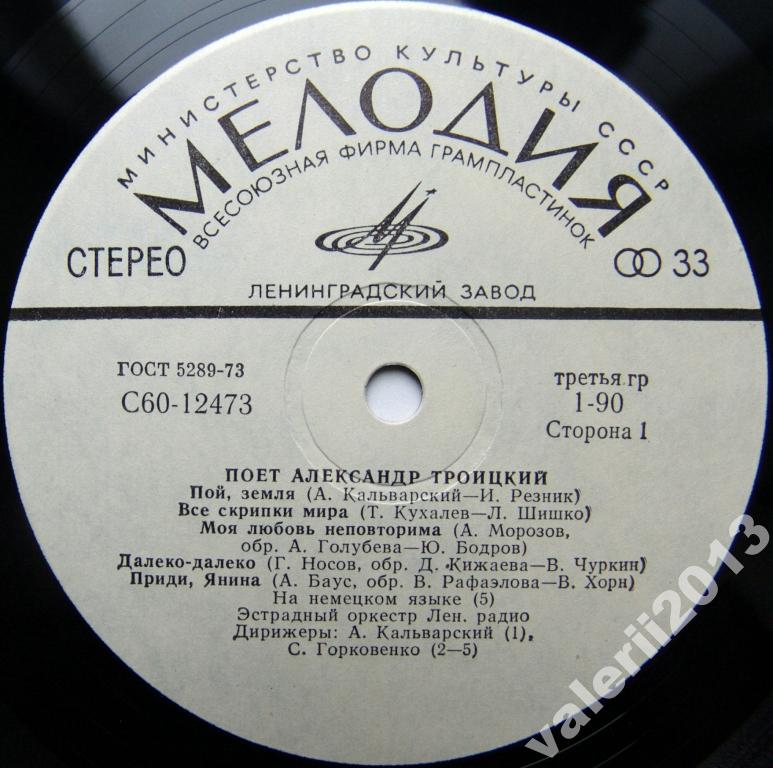 МИНИСТЕРСТВО КУЛЬТУРЫ СССР
МЕЛОДИЯ
ВСЕСОЮЗНАЯ ФИРМА ГРАМПЛАСТИНОК
СТЕРЕО
33
ЛЕНИНГРАДСКИЙ ЗАВОД
ГОСТ 5289-73
третья гр
С60-12473
1-90
Сторона 1
ПОЕТ АЛЕКСАНДР ТРОИЦКИЙ
Пой, земля (А. Кальварский—И. Резник)
Все скрипки мира (Т. Кухалев—Л. Шишко)
Моя любовь неповторима (А. Морозов,
обр. А. Голубева—Ю. Бодров)
Далеко-далеко (Г. Носов, обр. Д. Кижаева—В. Чуркин)
Приди, Янина (А. Баус, обр. В. Рафаэлова—В. Хорн)
На немецком языке (5)
Эстрадный оркестр Лен. радио
Дирижеры: А. Кальварский (1),
С. Горковенко (2—5)
valerii2013